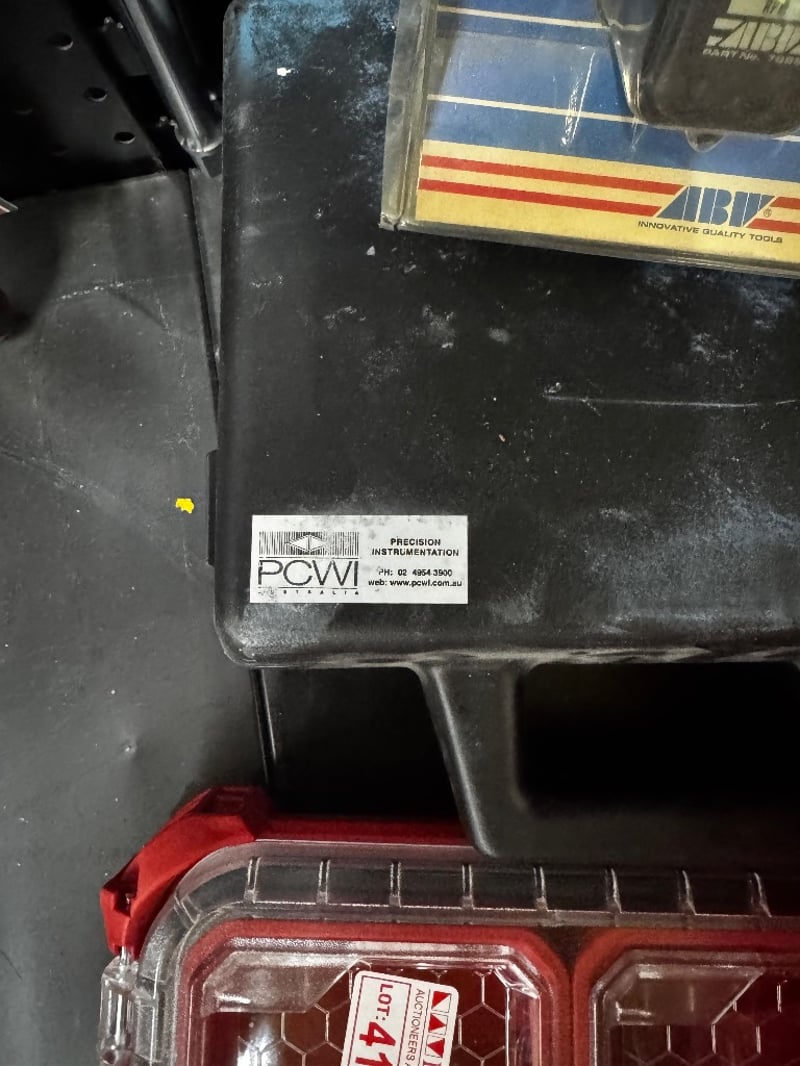 ABW
PART No.
ABW®
INNOVATIVE QUALITY TOOLS
PCWI
PRECISION
INSTRUMENTATION
PH: 02 4954 3900
web: www.pcwi.com.au
AUCTIONEERS
LOT: 41